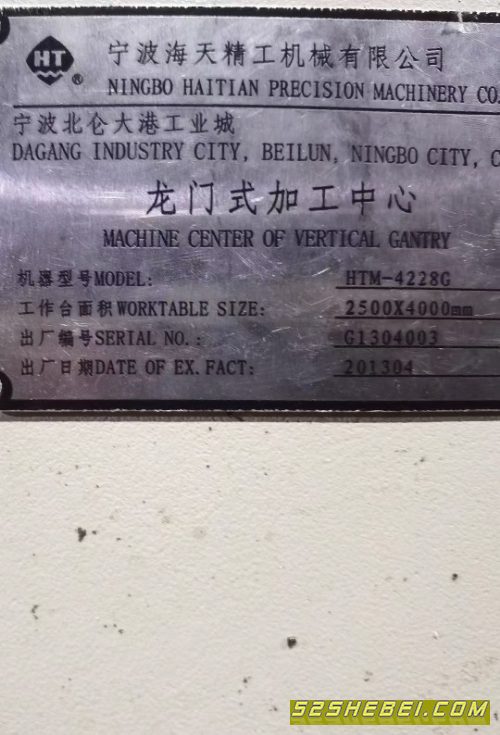 HT
®
宁波海天精工机械有限公司
NINGBO HAITIAN PRECISION MACHINERY CO.
宁波北仑大港工业城
DAGANG INDUSTRY CITY, BEILUN, NINGBO CITY, C
龙门式加工中心
MACHINE CENTER OF VERTICAL GANTRY
机器型号MODEL: HTM-4228G
工作台面积WORKTABLE SIZE: 2500X4000mm
出厂编号SERIAL NO.: G1304003
出厂日期DATE OF EX.FACT: 201304
52SHEBEI.COM